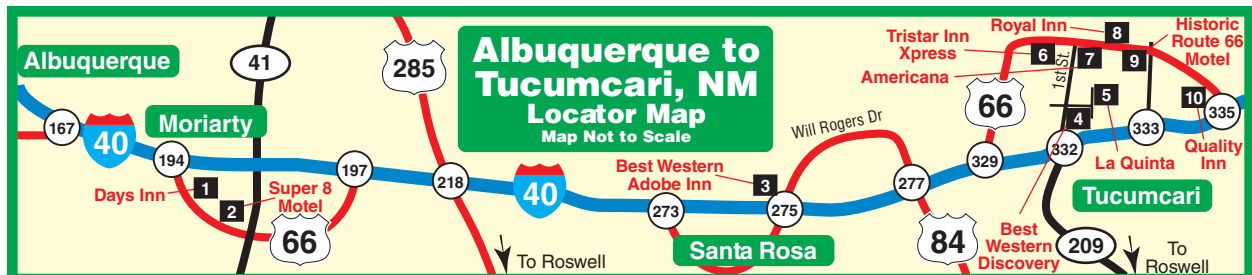 Albuquerque to
Tucumcari, NM
Locator Map
Map Not to Scale
Albuquerque
167
40
Moriarty
194
41
Days Inn
1
2
Super 8
Motel
66
197
285
218
To Roswell
40
Best Western
Adobe Inn
3
273
275
Santa Rosa
Will Rogers Dr
277
84
66
329
Tristar Inn
Xpress
6
Americana
7
Royal Inn
8
Historic
Route 66
Motel
9
1st St.
5
4
10
332
333
335
La Quinta
Quality
Inn
Tucumcari
Best
Western
Discovery
209
To
Roswell